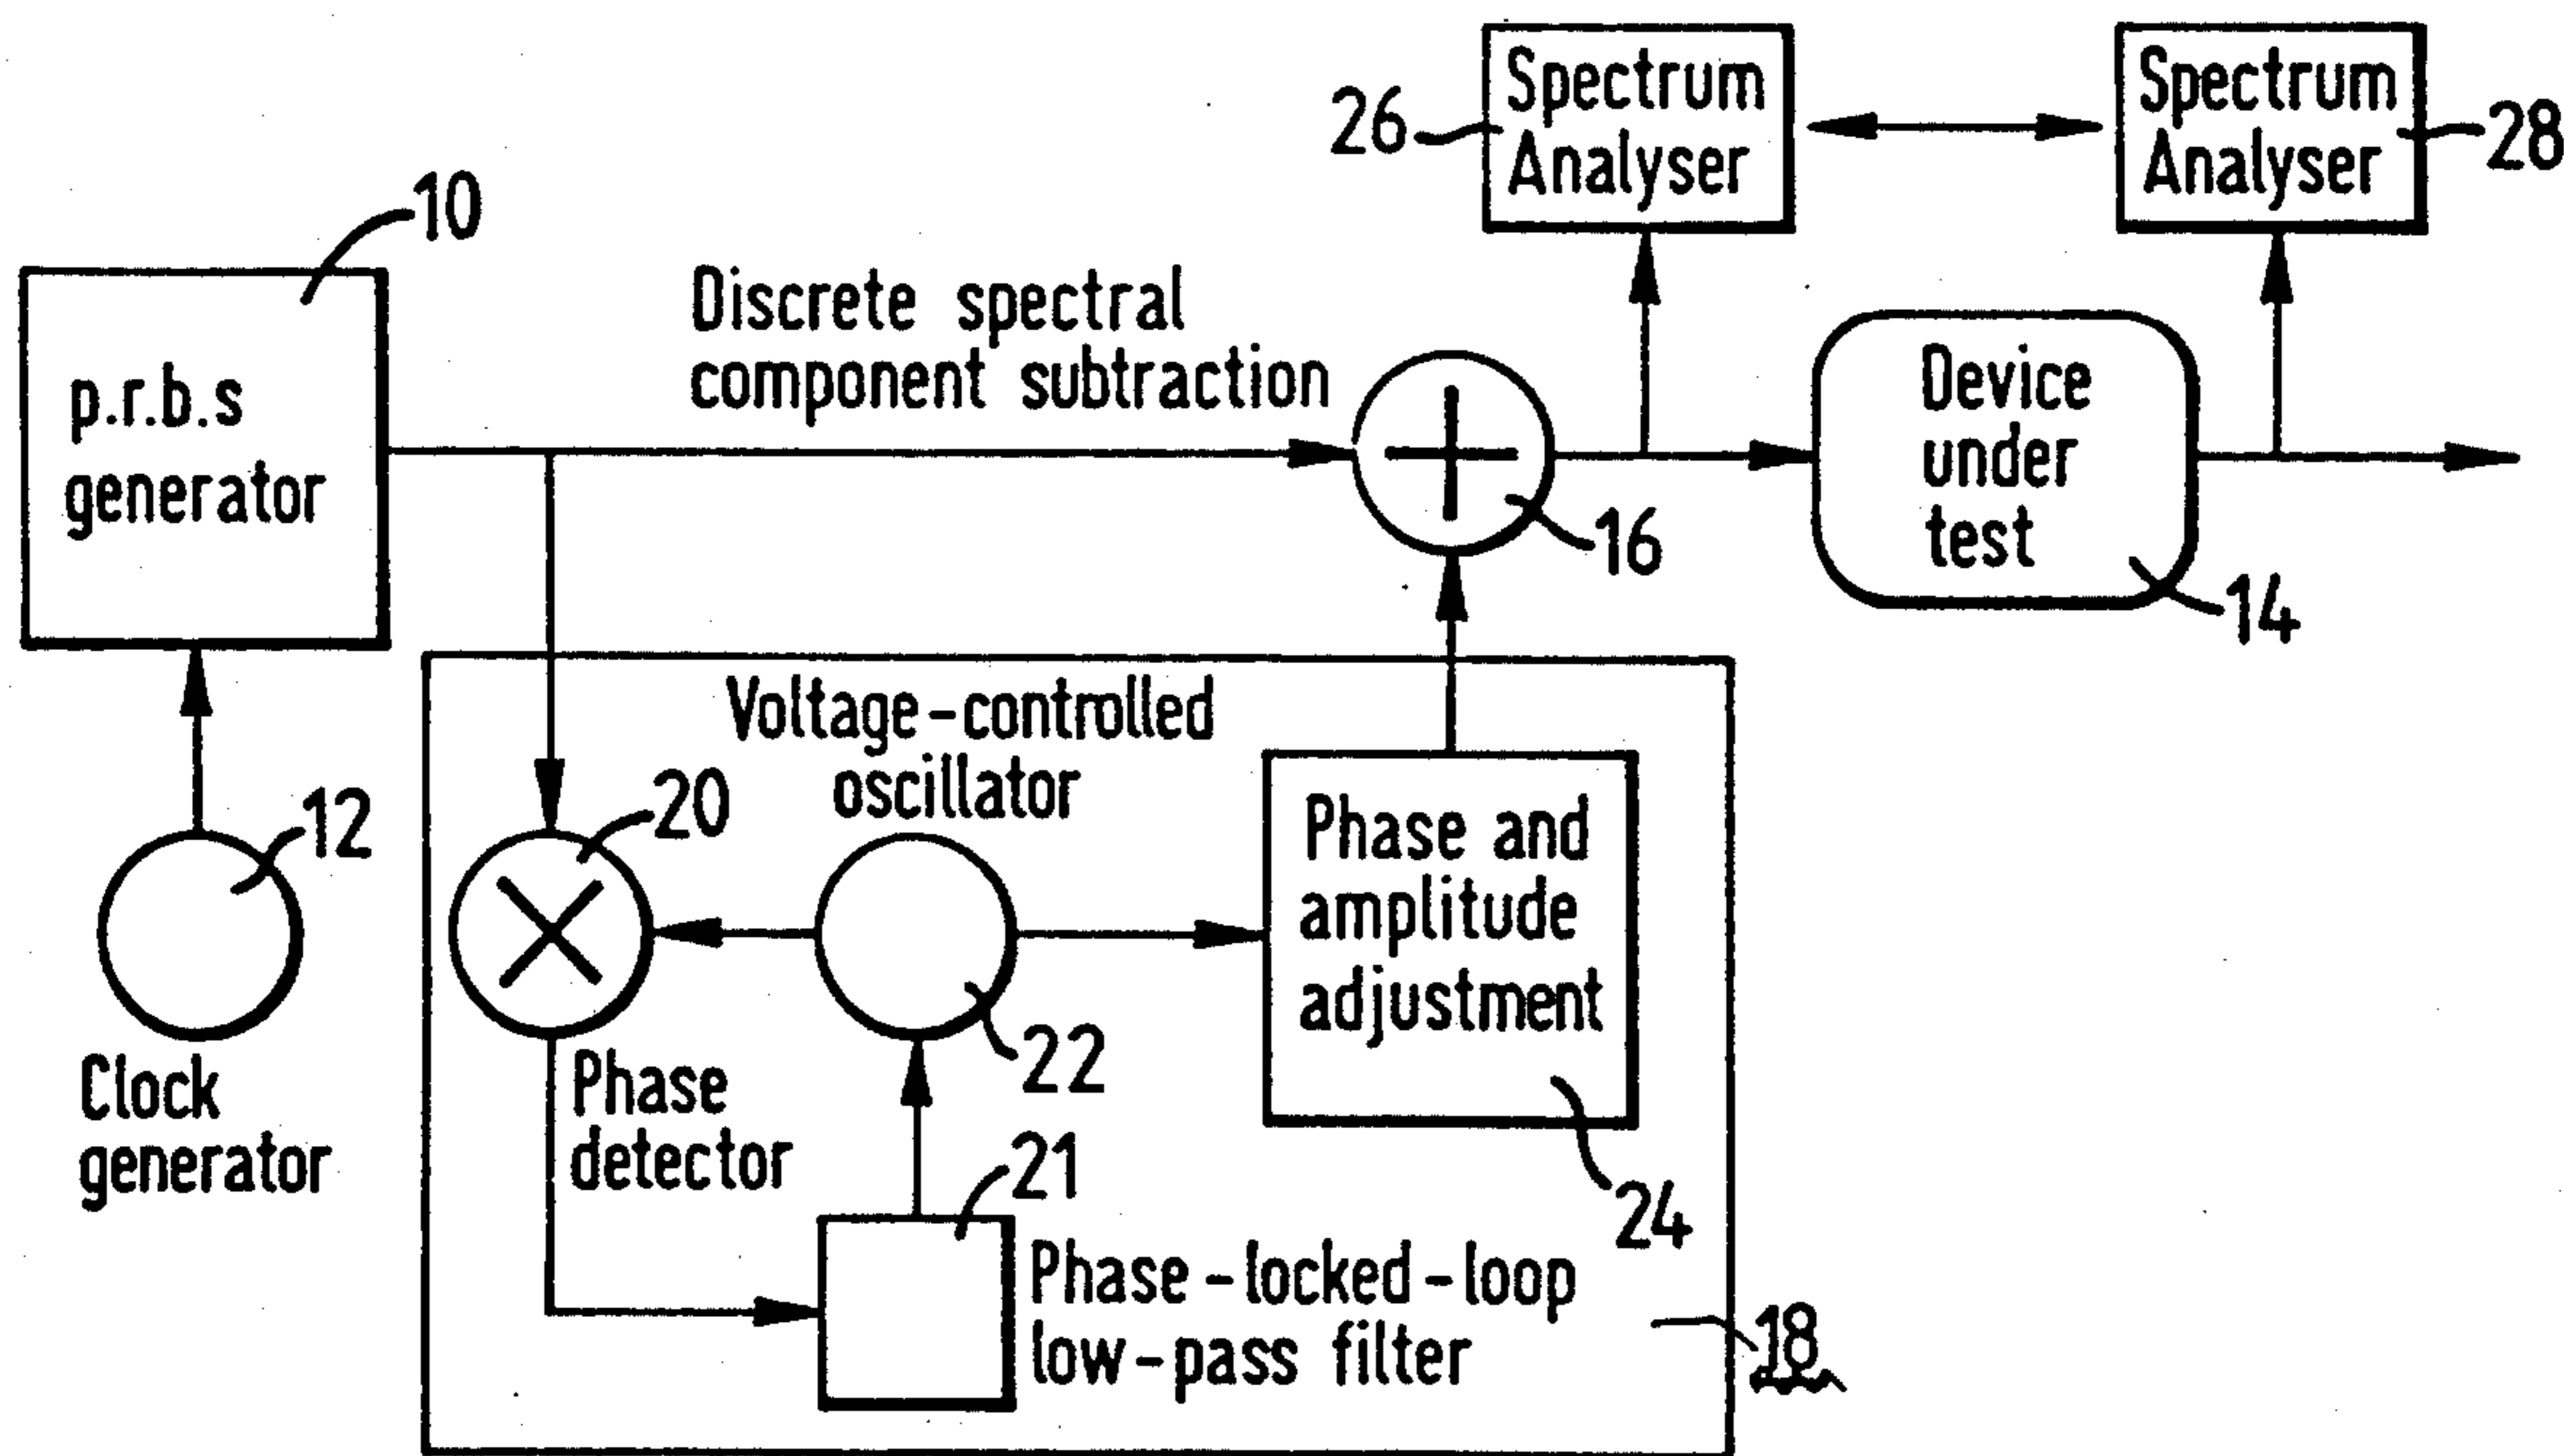 Spectrum
Analyser
26
Spectrum
Analyser
28
10
p.r.b.s
generator
Discrete spectral
component subtraction
16
Device
under
test
14
12
Clock
generator
Voltage-controlled
oscillator
20
Phase
detector
22
Phase and
amplitude
adjustment
24
21
Phase-locked-loop
low-pass filter
18